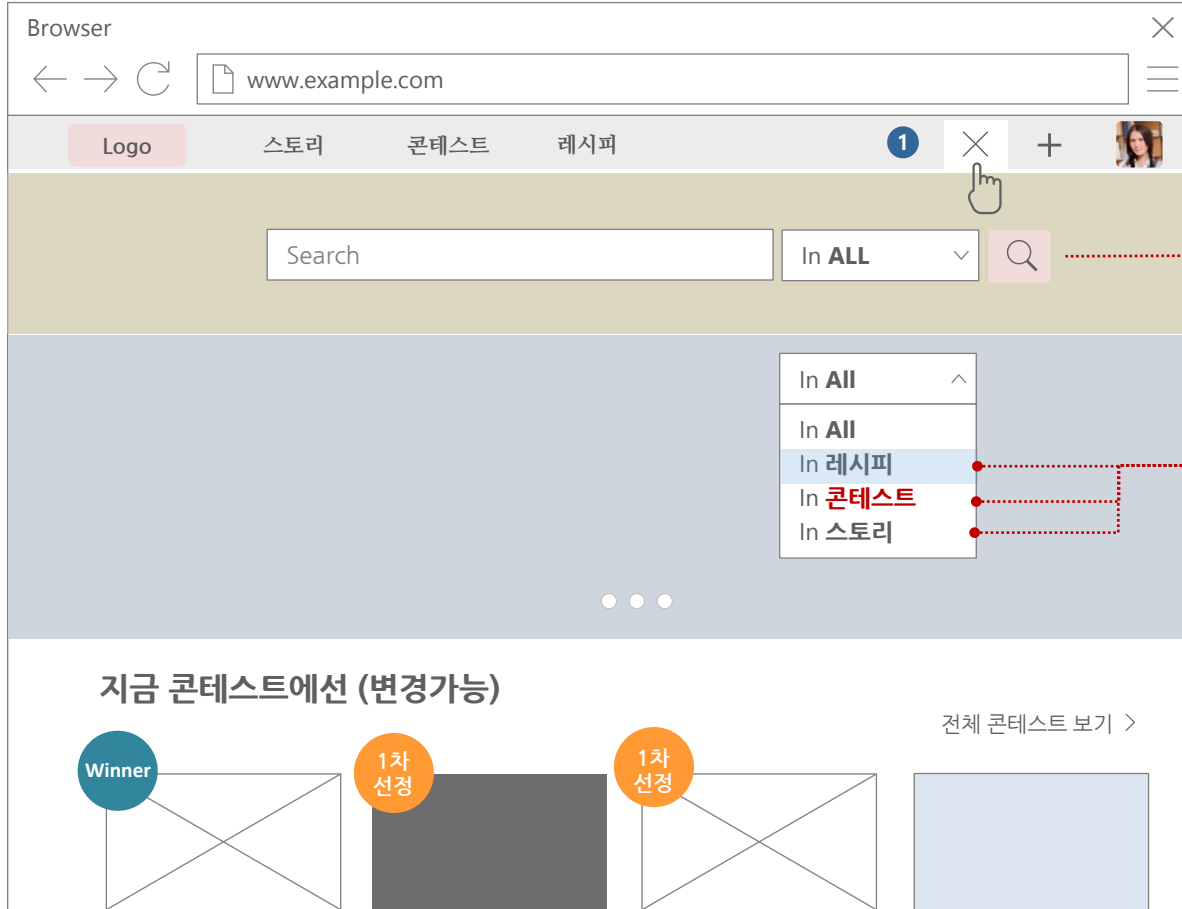 Browser
www.example.com
Logo 스토리 콘테스트 레시피 1
Search In ALL
In All
In All
In 레시피
In 콘테스트
In 스토리
지금 콘테스트에선 (변경가능)
전체 콘테스트 보기 >
Winner
1차
선정
1차
선정